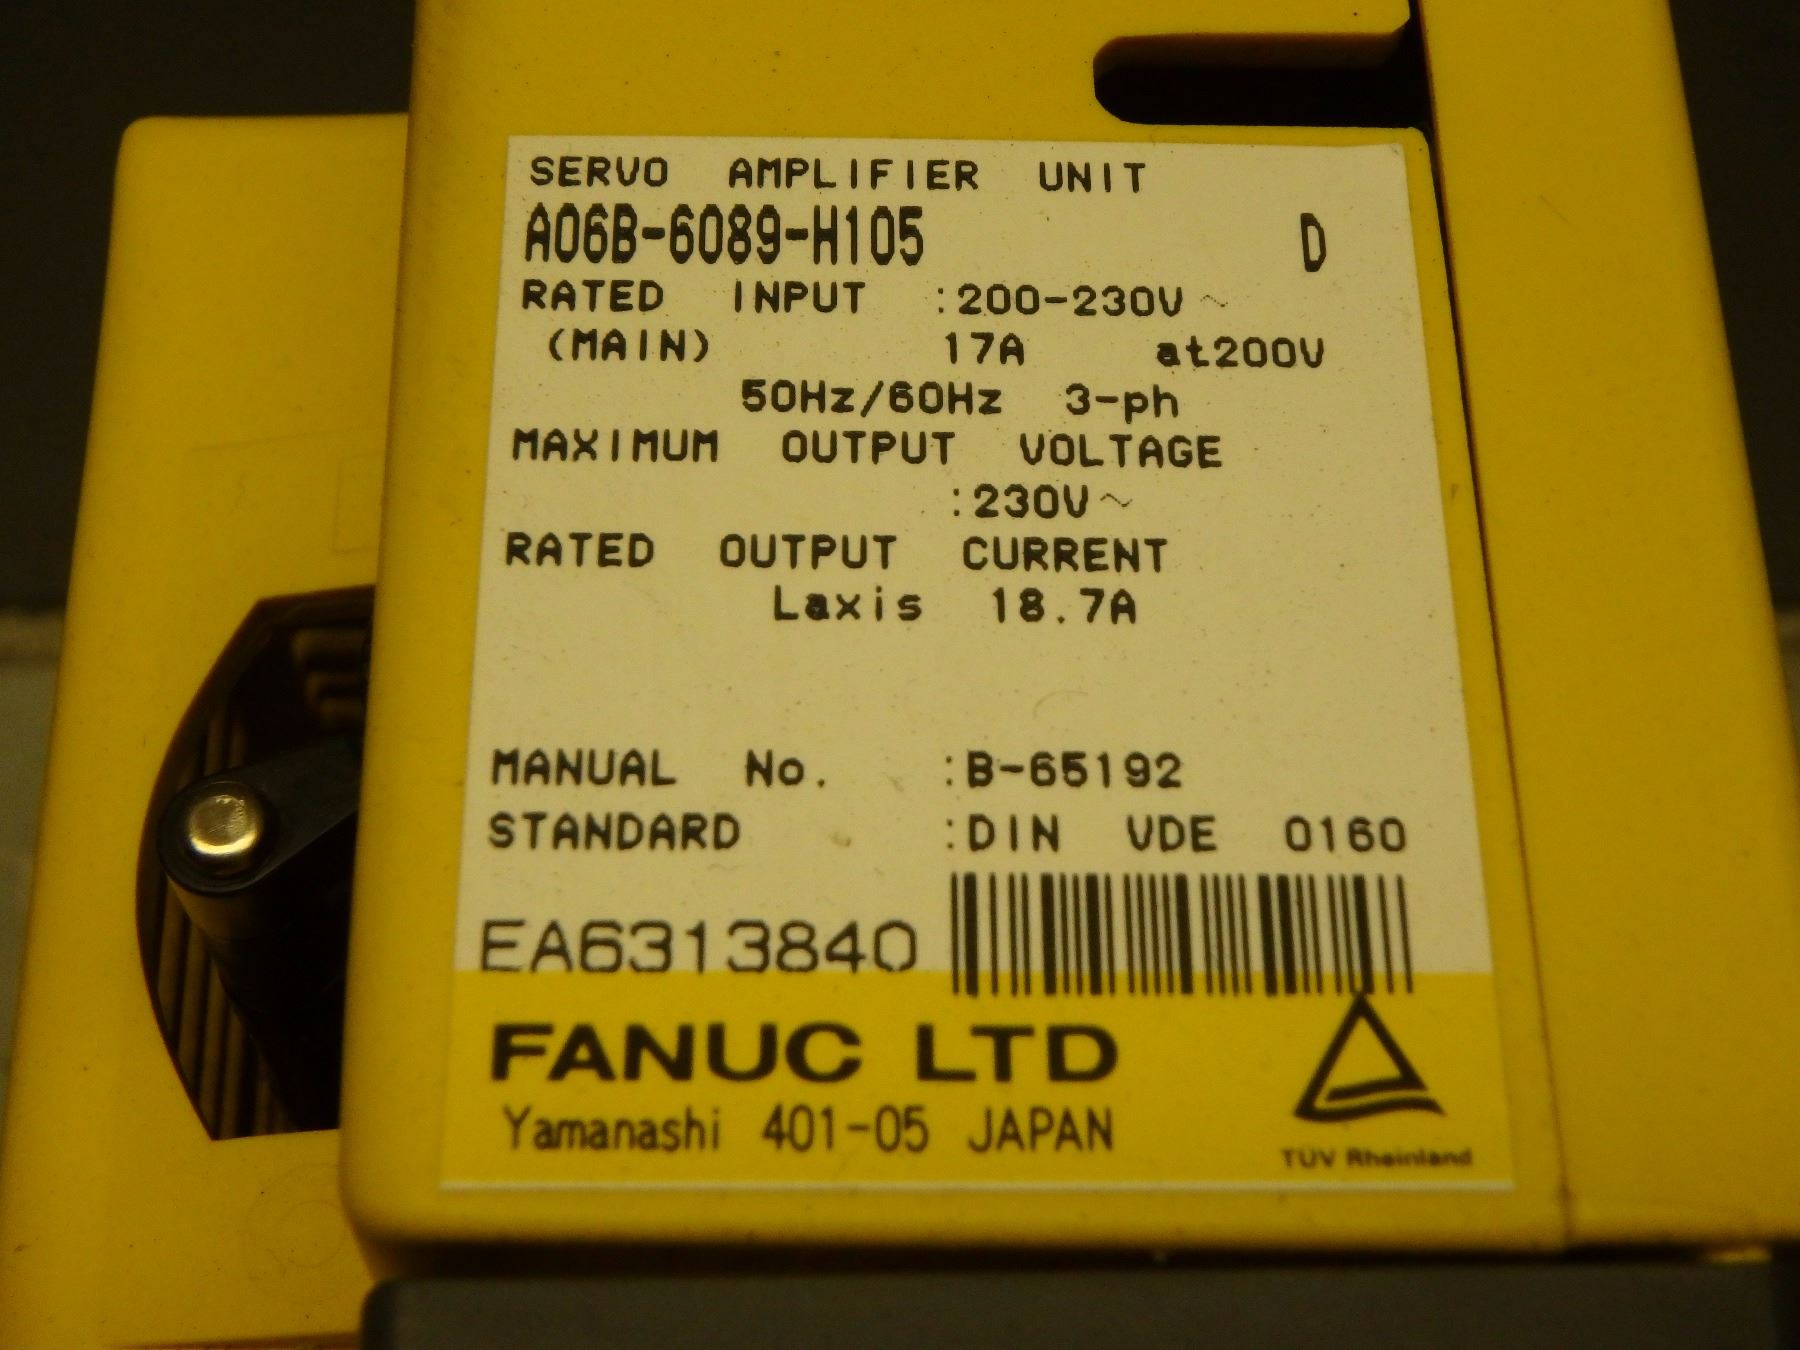 SERVO AMPLIFIER UNIT
A06B-6089-H105 D
RATED INPUT :200-230V~
(MAIN) 17A at200V
50Hz/60Hz 3-ph
MAXIMUM OUTPUT VOLTAGE
:230V~
RATED OUTPUT CURRENT
Laxis 18.7A
MANUAL No. :B-65192
STANDARD :DIN VDE 0160
EA6313840
FANUC LTD
Yamanashi 401-05 JAPAN
TÜV Rheinland